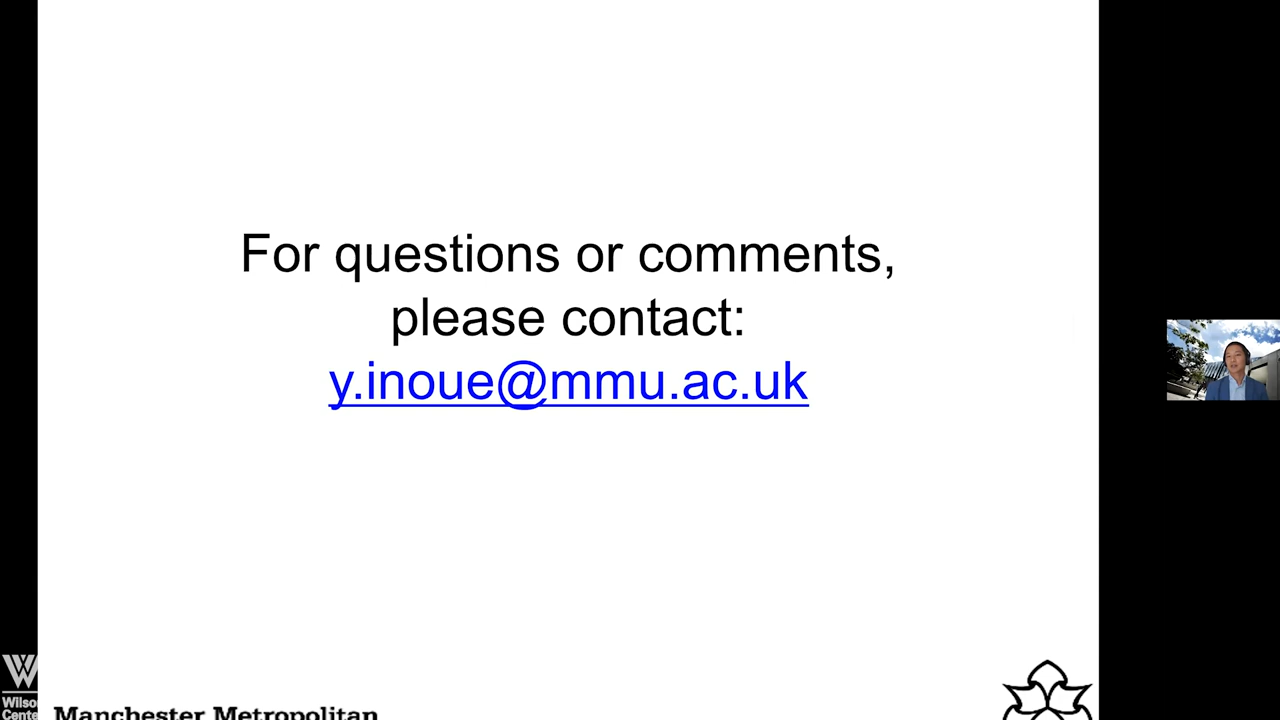 For questions or comments,
please contact:
y.inoue@mmu.ac.uk
Wilson
Center
Manchester Metropolitan